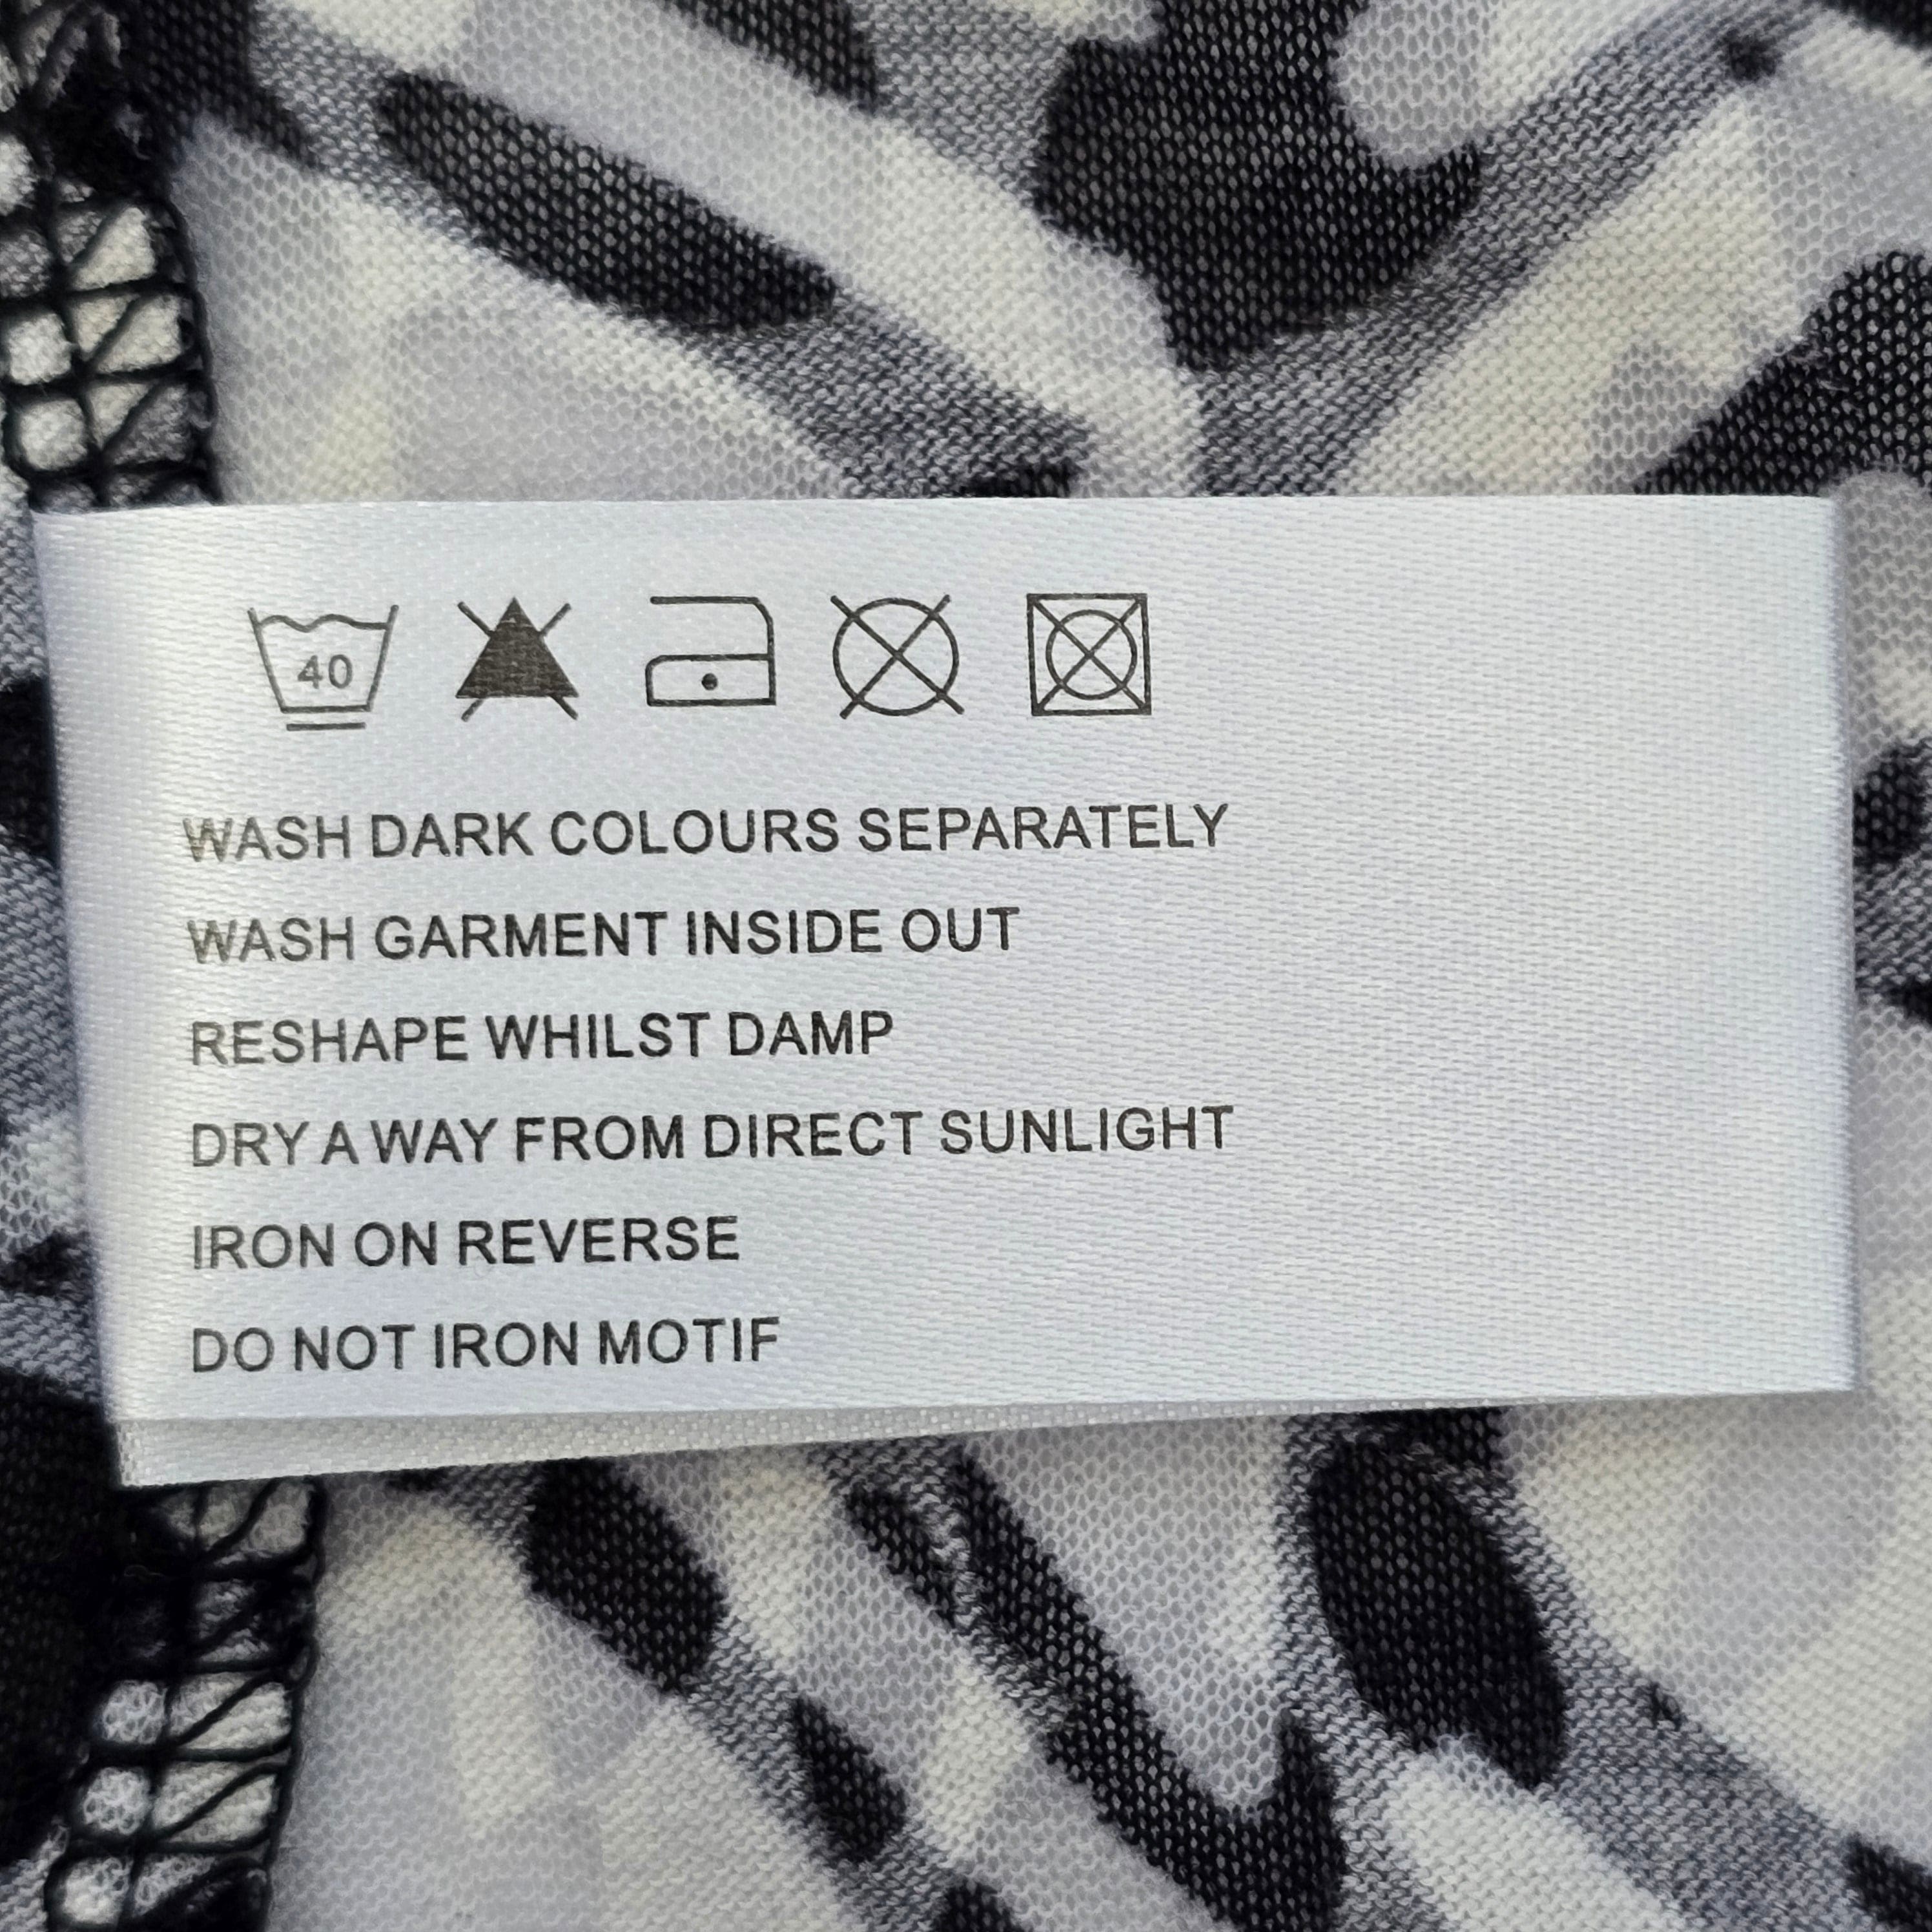 40
WASH DARK COLOURS SEPARATELY
WASH GARMENT INSIDE OUT
RESHAPE WHILST DAMP
DRY A WAY FROM DIRECT SUNLIGHT
IRON ON REVERSE
DO NOT IRON MOTIF